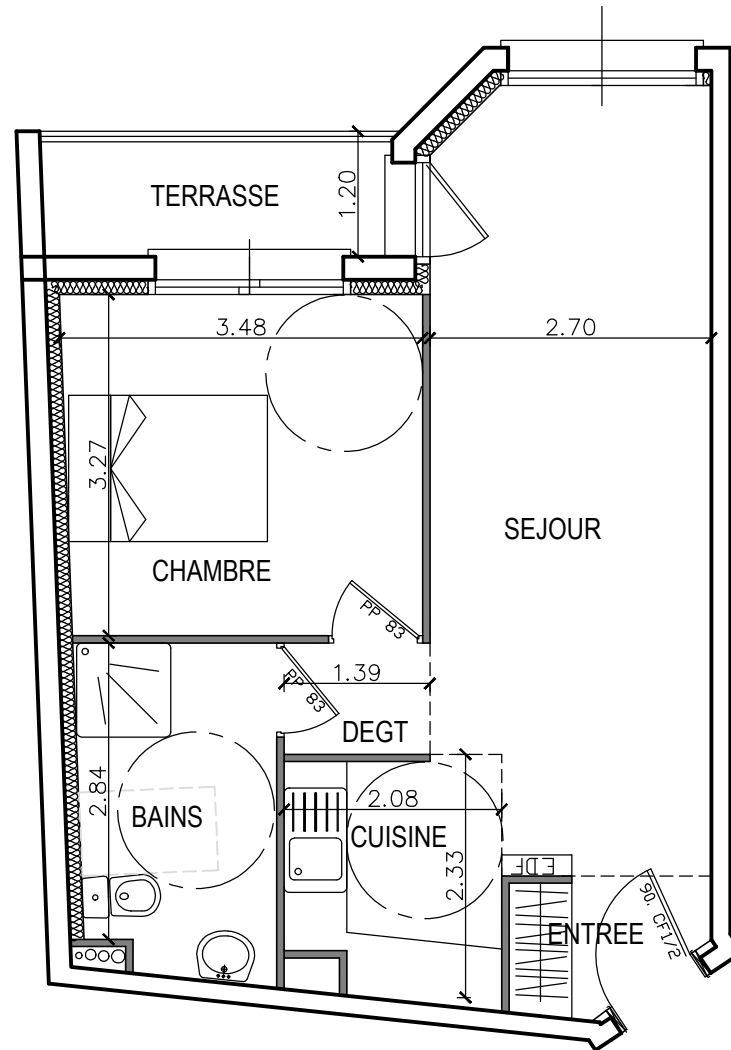 TERRASSE
1.20
3.48
2.70
3.27
SEJOUR
CHAMBRE
PP 83
1.39
PP 83
DEGT
2.84
BAINS
2.08
CUISINE
2.33
EDF
ENTREE
90. CF1/2